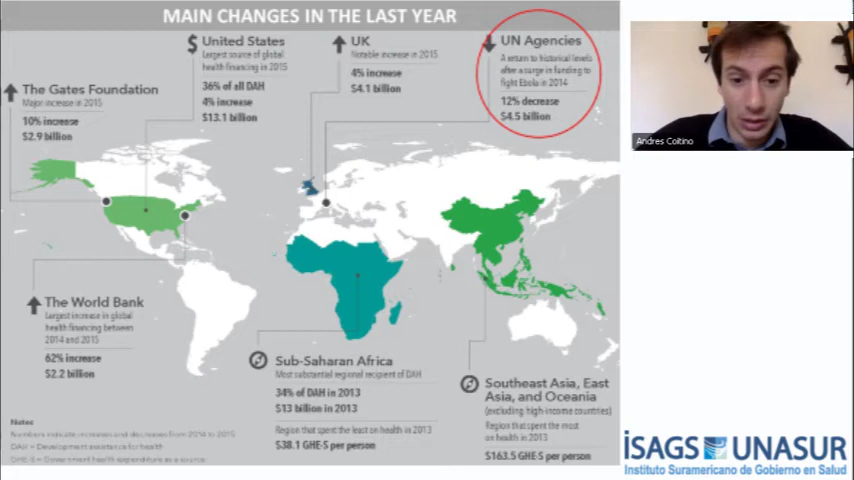 MAIN CHANGES IN THE LAST YEAR
The Gates Foundation
Major increase in 2015
10% increase
$2.9 billion
$ United States
Largest source of global
health financing in 2015
36% of all DAH
4% increase
$13.1 billion
UK
Notable increase in 2015
4% increase
$4.1 billion
UN Agencies
A return to historical levels
after a surge in funding to
fight Ebola in 2014
12% decrease
$4.5 billion
Andres Coitino
The World Bank
Largest increase in global
health financing between
2014 and 2015
62% increase
$2.2 billion
Sub-Saharan Africa
Most substantial regional recipient of DAH
34% of DAH in 2013
$13 billion in 2013
Region that spent the least on health in 2013
$38.1 GHE-S per person
Southeast Asia, East
Asia, and Oceania
(excluding high-income countries)
Region that spent the most
on health in 2013
$163.5 GHE-S per person
Notes
Numbers indicate increases and decreases from 2014 to 2015
DAH = Development assistance for health
GHE-S = Government health expenditure as a source
ISAGS UNASUR
Instituto Suramericano de Gobierno en Salud